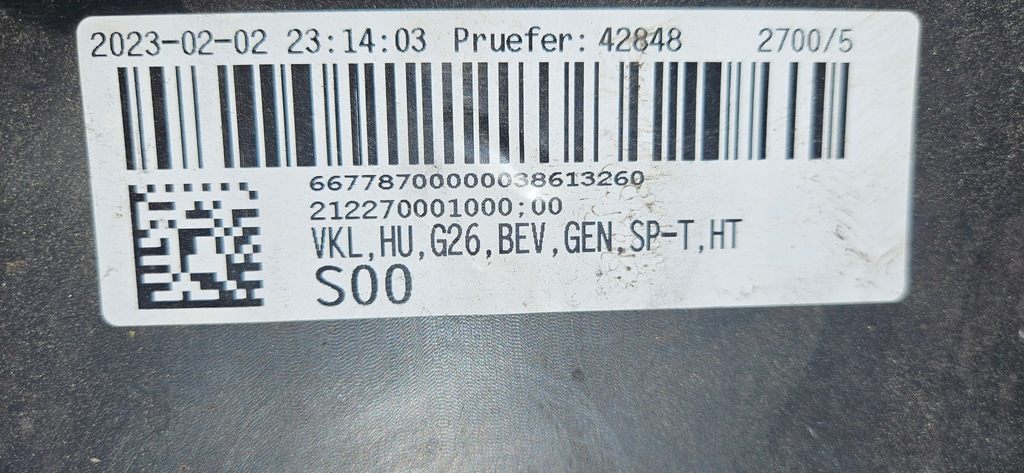 2023-02-02 23:14:03 Pruefer: 42848 2700/5
66778700000038613260
212270001000;00
VKL,HU,G26,BEV,GEN,SP-T,HT
S00